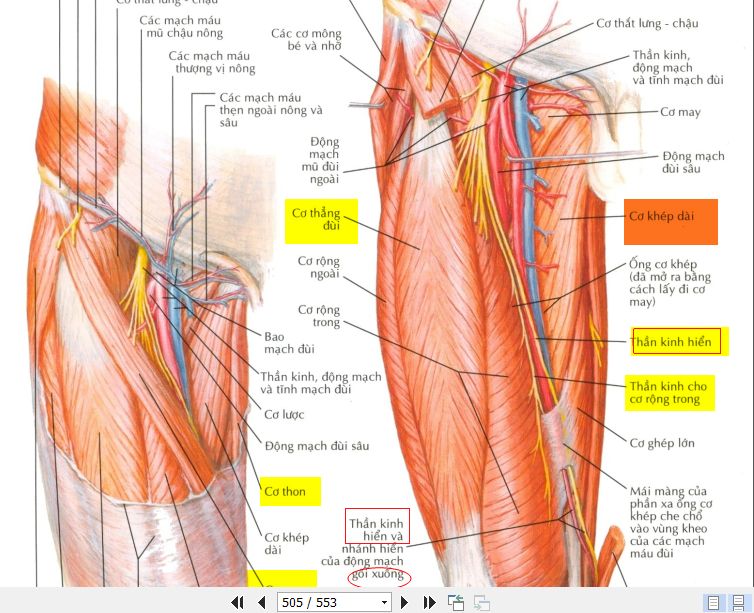 Cơ thắt lưng - chậu
Các mạch máu
mũ chậu nông
Các mạch máu
thượng vị nông
Các mạch máu
thẹn ngoài nông và
sâu
Bao
mạch đùi
Thần kinh, động mạch
và tĩnh mạch đùi
Cơ lược
Động mạch đùi sâu
Cơ thon
Cơ khép
dài
Các cơ mông
bé và nhỡ
Động
mạch
mũ đùi
ngoài
Cơ thẳng
đùi
Cơ rộng
ngoài
Cơ rộng
trong
Thần kinh
hiển và
nhánh hiển
của động mạch
gối xuống
Cơ thắt lưng - chậu
Thần kinh,
động mạch
và tĩnh mạch đùi
Cơ may
Động mạch
đùi sâu
Cơ khép dài
Ống cơ khép
(đã mở ra bằng
cách lấy đi cơ
may)
Thần kinh hiển
Thần kinh cho
cơ rộng trong
Cơ ghép lớn
Mái màng của
phần xa ống cơ
khép che chổ
vào vùng kheo
của các mạch
máu đùi
505 / 553